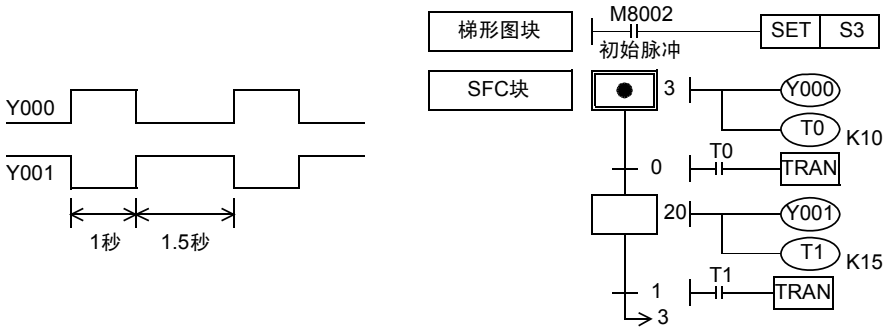 Y000
Y001
1秒 1.5秒
梯形图块
M8002
初始脉冲
SET S3
SFC块
3
Y000
T0 K10
0
T0
TRAN
20
Y001
T1 K15
1
T1
TRAN
3